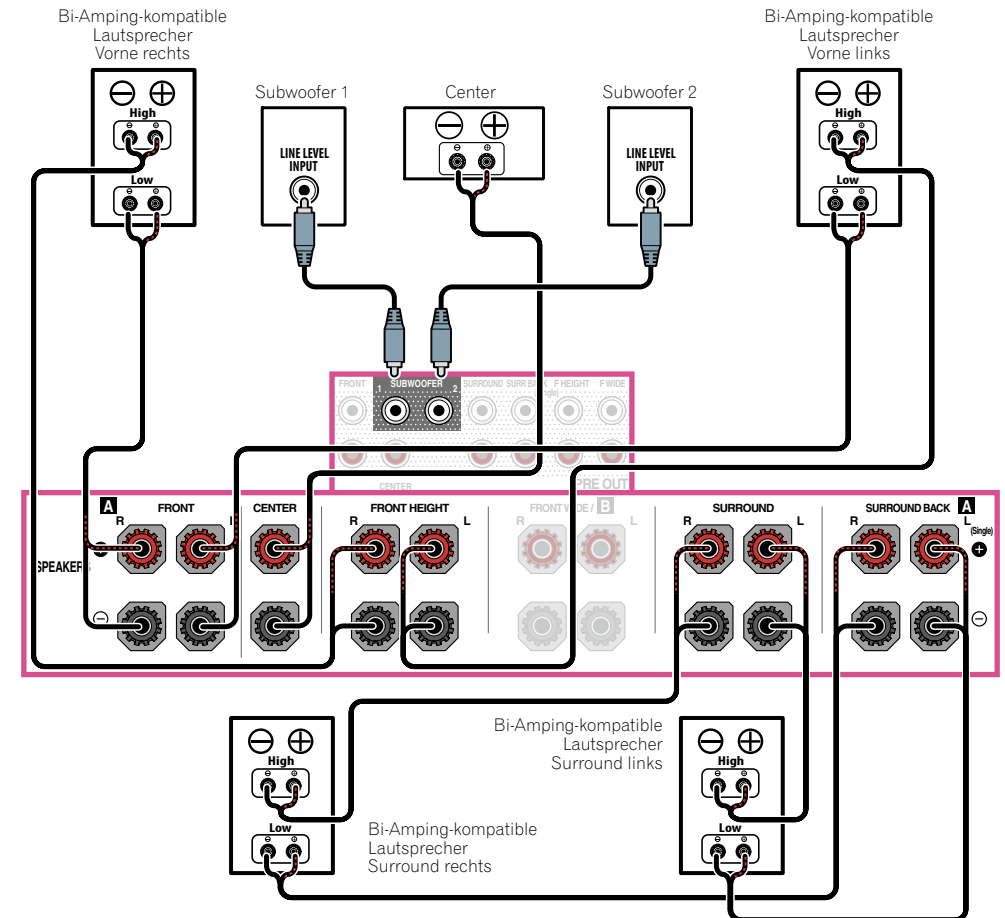 Bi-Amping-kompatible
Lautsprecher
Vorne rechts
Bi-Amping-kompatible
Lautsprecher
Vorne links
Subwoofer 1
Center
Subwoofer 2
High
Low
LINE LEVEL
INPUT
LINE LEVEL
INPUT
High
Low
FRONT
SUBWOOFER
1
2
SURROUND
SURR BACK
F HEIGHT
F WIDE
CENTER
PRE OUT
A
R
FRONT
CENTER
R
FRONT HEIGHT
L
R
FRONT WIDE / B
L
R
SURROUND
L
R
SURROUND BACK
A
L
(Single)
SPEAKERS
Bi-Amping-kompatible
Lautsprecher
Surround links
High
Low
Bi-Amping-kompatible
Lautsprecher
Surround rechts
High
Low